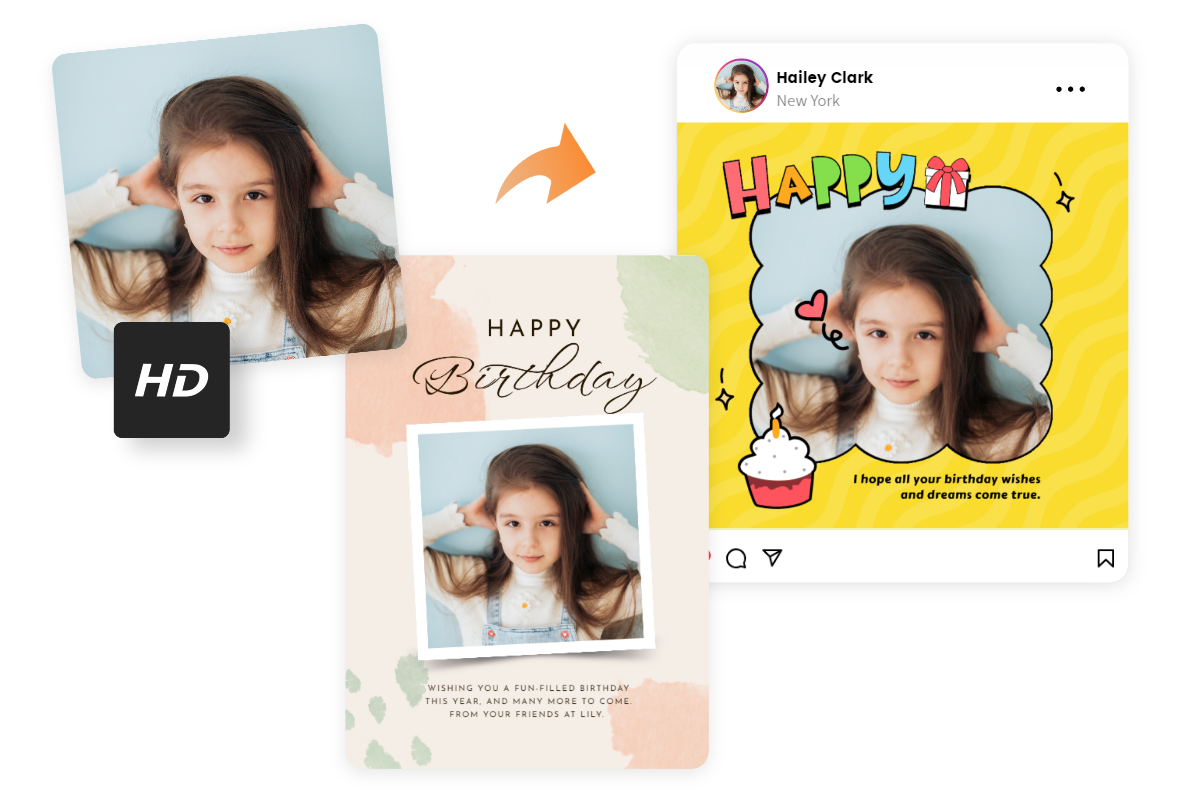 HD
HAPPY
Birthday
WISHING YOU A FUN-FILLED BIRTHDAY
THIS YEAR, AND MANY MORE TO COME.
FROM YOUR FRIENDS AT LILY.
Hailey Clark
New York
HAPPY
I hope all your birthday wishes
and dreams come true.